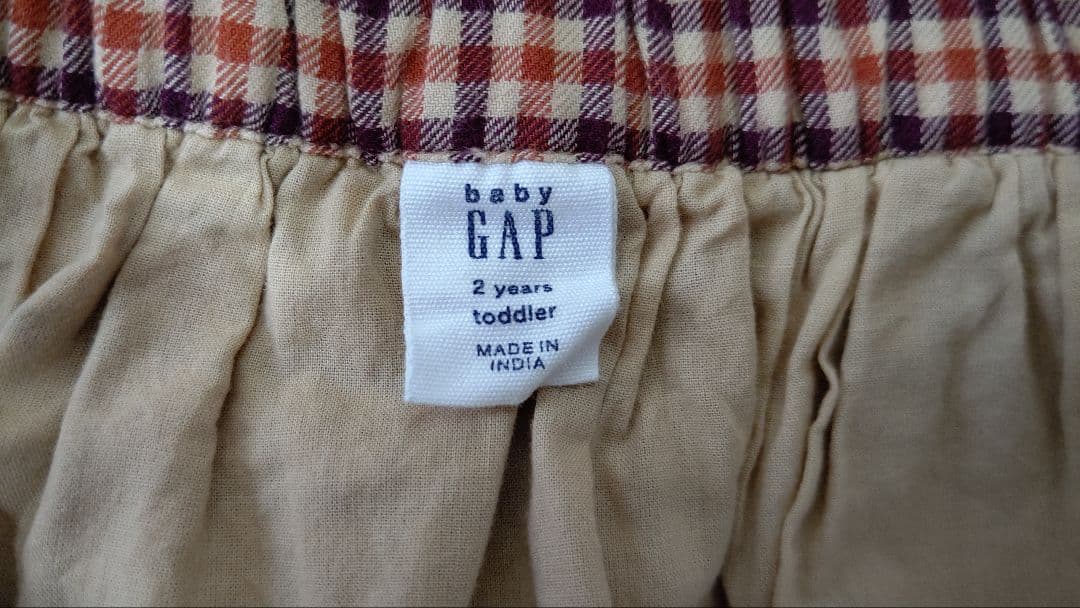 baby
GAP
2 years
toddler
MADE IN
INDIA